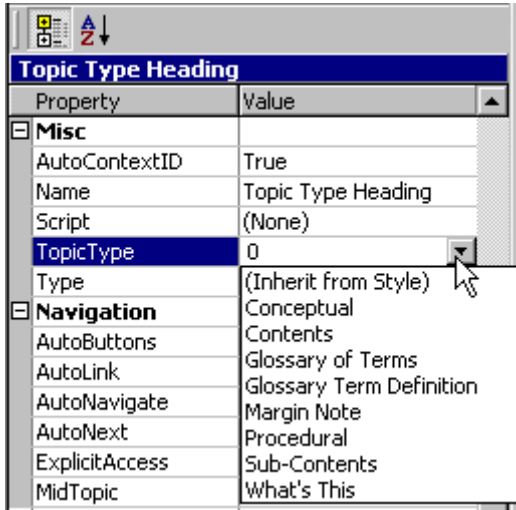 A Z
Topic Type Heading
Property Value
Misc
AutoContextID True
Name Topic Type Heading
Script (None)
TopicType 0
Type (Inherit from Style)
Navigation Conceptual
AutoButtons Contents
AutoLink Glossary of Terms
AutoNavigate Glossary Term Definition
AutoNext Margin Note
ExplicitAccess Procedural
MidTopic Sub-Contents
What's This